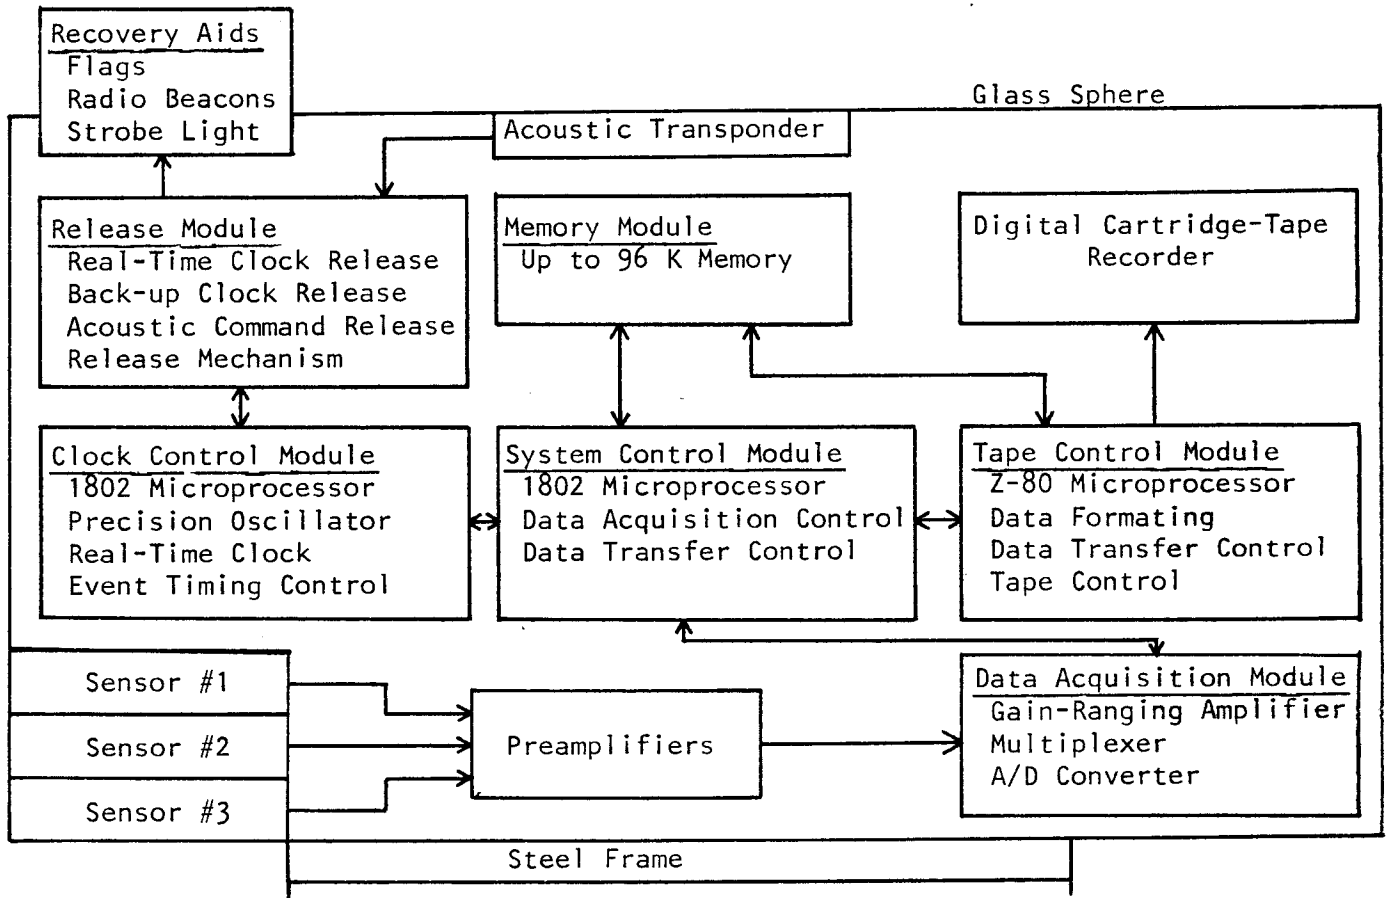 Recovery Aids
Flags
Radio Beacons
Strobe Light
Glass Sphere
Acoustic Transponder
Release Module
Real-Time Clock Release
Back-up Clock Release
Acoustic Command Release
Release Mechanism
Memory Module
Up to 96 K Memory
Digital Cartridge-Tape
Recorder
Clock Control Module
1802 Microprocessor
Precision Oscillator
Real-Time Clock
Event Timing Control
System Control Module
1802 Microprocessor
Data Acquisition Control
Data Transfer Control
Tape Control Module
Z-80 Microprocessor
Data Formating
Data Transfer Control
Tape Control
Sensor #1
Sensor #2
Sensor #3
Preamplifiers
Data Acquisition Module
Gain-Ranging Amplifier
Multiplexer
A/D Converter
Steel Frame